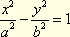 x²/a² − y²/b² = 1